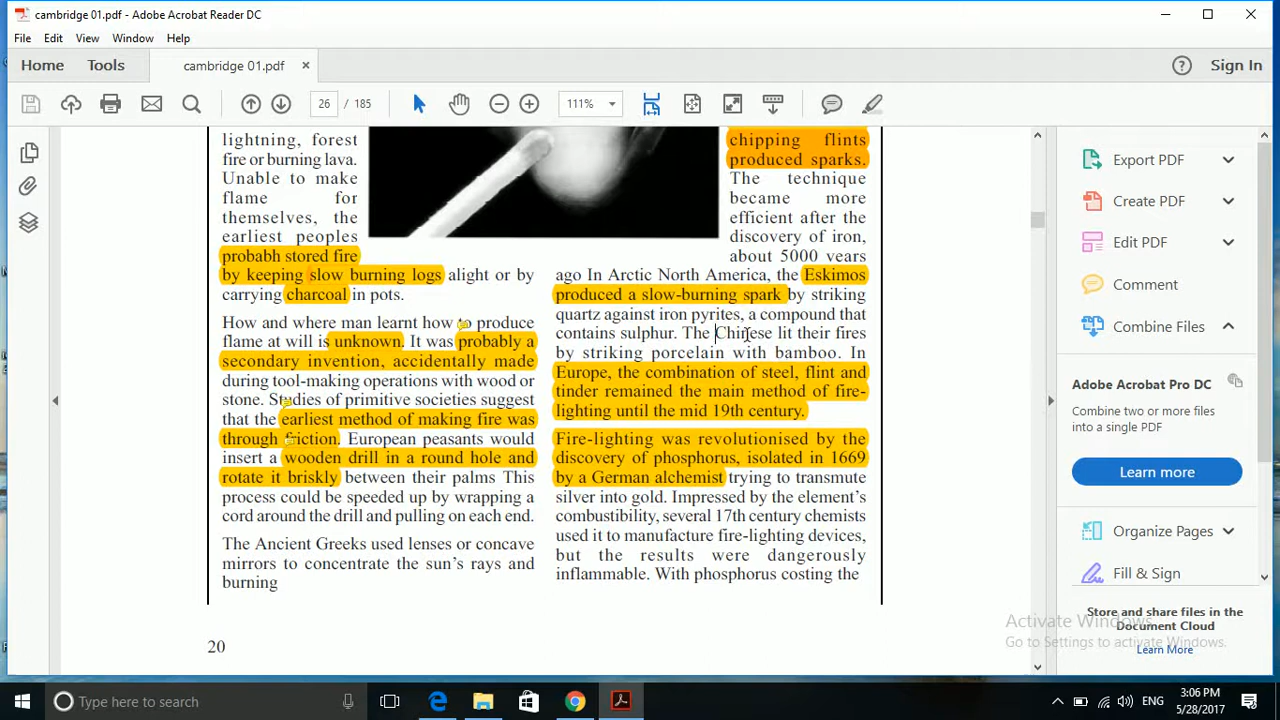 cambridge 01.pdf - Adobe Acrobat Reader DC
File Edit View Window Help
Home Tools cambridge 01.pdf × Sign In
26 / 185 111%
lightning, forest
fire or burning lava.
Unable to make
flame for
themselves, the
earliest peoples
probabh stored fire
by keeping slow burning logs alight or by
carrying charcoal in pots.
How and where man learnt how to produce
flame at will is unknown. It was probably a
secondary invention, accidentally made
during tool-making operations with wood or
stone. Studies of primitive societies suggest
that the earliest method of making fire was
through friction. European peasants would
insert a wooden drill in a round hole and
rotate it briskly between their palms This
process could be speeded up by wrapping a
cord around the drill and pulling on each end.
The Ancient Greeks used lenses or concave
mirrors to concentrate the sun's rays and
burning
chipping flints
produced sparks.
The technique
became more
efficient after the
discovery of iron,
about 5000 vears
ago In Arctic North America, the Eskimos
produced a slow-burning spark by striking
quartz against iron pyrites, a compound that
contains sulphur. The Chinese lit their fires
by striking porcelain with bamboo. In
Europe, the combination of steel, flint and
tinder remained the main method of fire-
lighting until the mid 19th century.
Fire-lighting was revolutionised by the
discovery of phosphorus, isolated in 1669
by a German alchemist trying to transmute
silver into gold. Impressed by the element's
combustibility, several 17th century chemists
used it to manufacture fire-lighting devices,
but the results were dangerously
inflammable. With phosphorus costing the
20
Export PDF
Create PDF
Edit PDF
Comment
Combine Files
Adobe Acrobat Pro DC
Combine two or more files
into a single PDF
Learn more
Organize Pages
Fill & Sign
Store and share files in the
Document Cloud
Learn More
Activate Windows
Go to Settings to activate Windows.
Type here to search
ENG
3:06 PM
5/28/2017